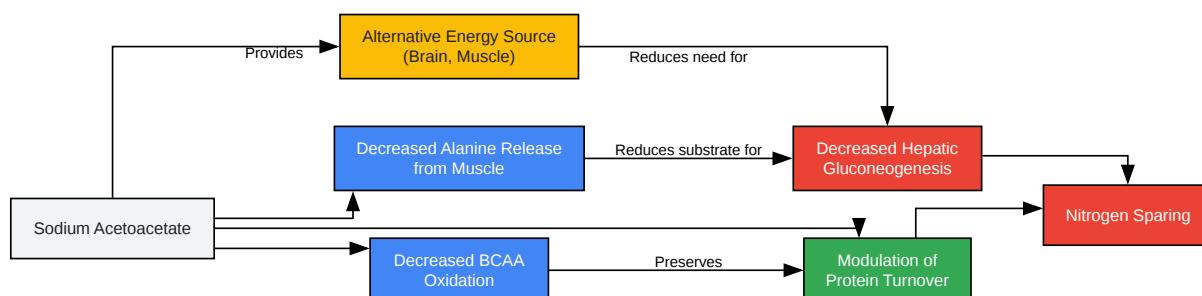 Alternative Energy Source
(Brain, Muscle)
Provides
Reduces need for
Decreased Alanine Release
from Muscle
Reduces substrate for
Decreased Hepatic
Gluconeogenesis
Sodium Acetoacetate
Nitrogen Sparing
Decreased BCAA
Oxidation
Preserves
Modulation of
Protein Turnover